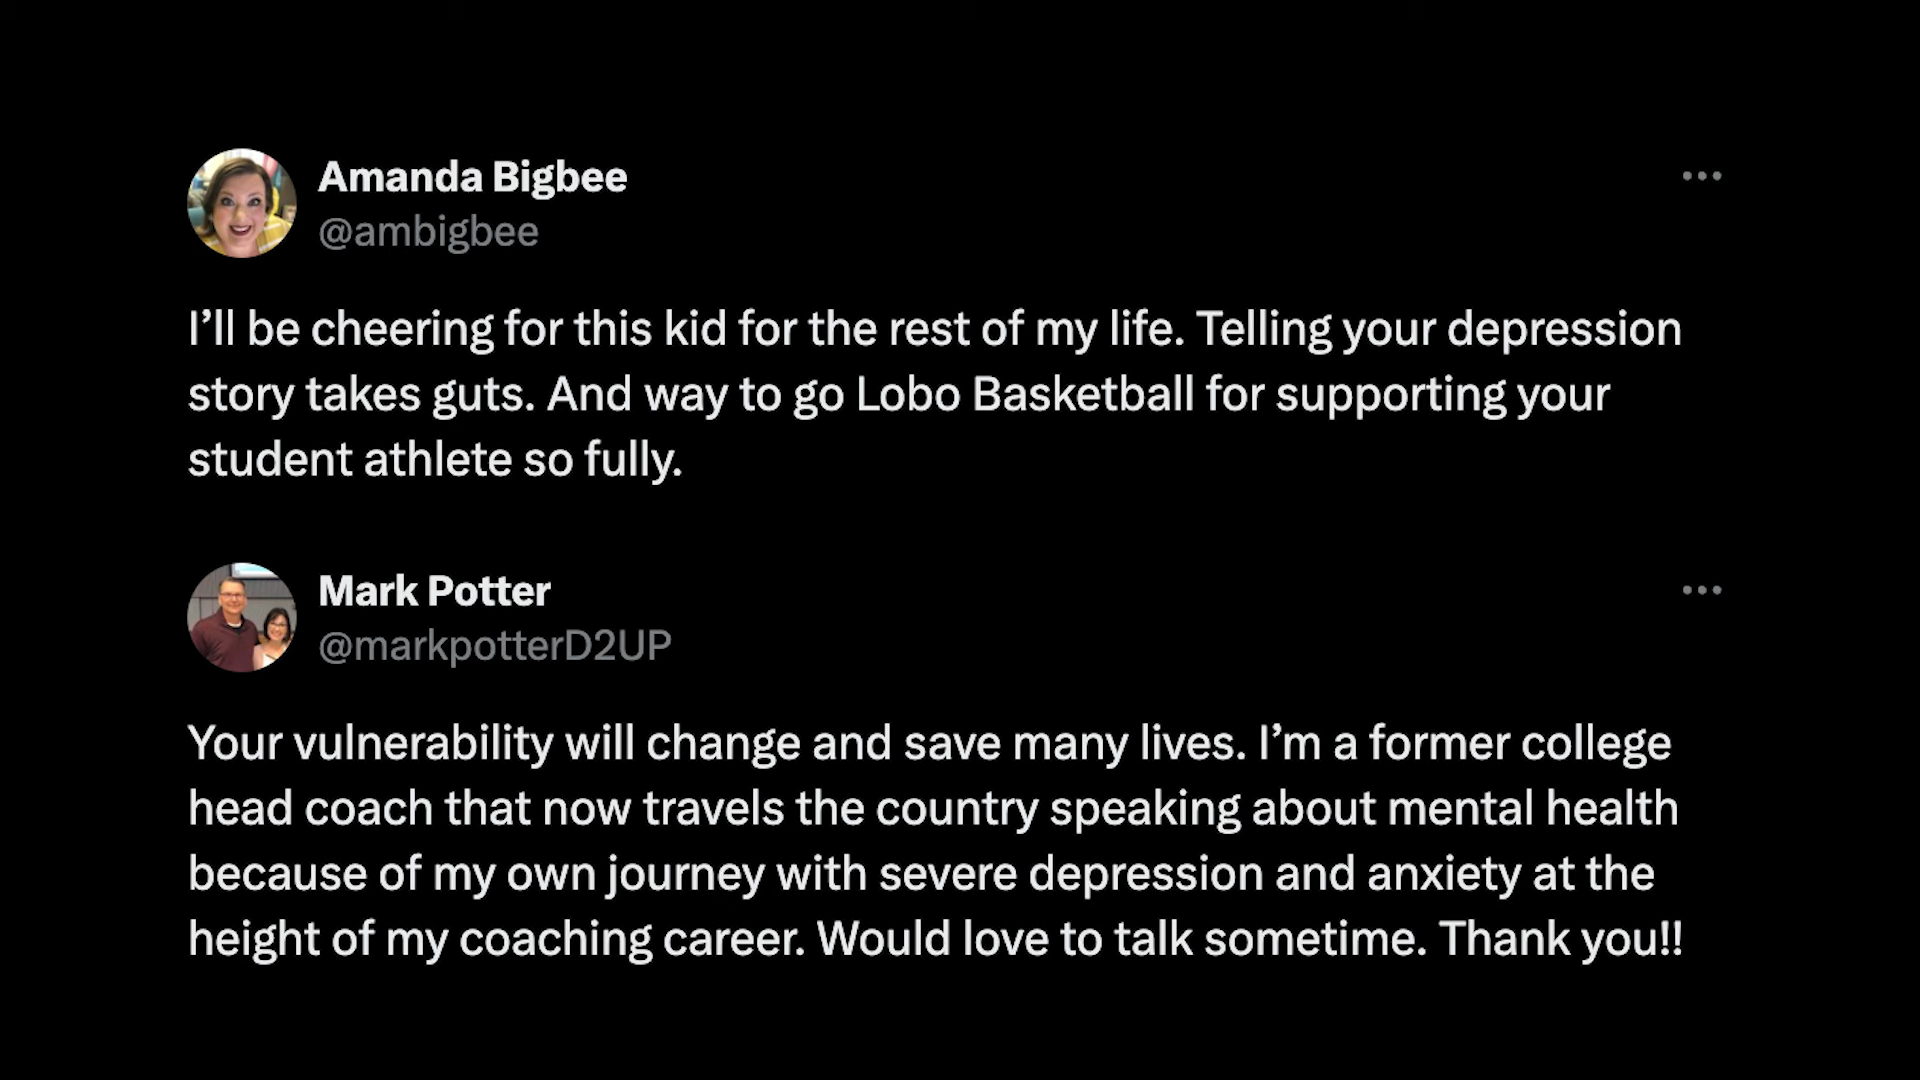 Amanda Bigbee
@ambigbee
I’ll be cheering for this kid for the rest of my life. Telling your depression
story takes guts. And way to go Lobo Basketball for supporting your
student athlete so fully.
Mark Potter
@markpotterD2UP
Your vulnerability will change and save many lives. I’m a former college
head coach that now travels the country speaking about mental health
because of my own journey with severe depression and anxiety at the
height of my coaching career. Would love to talk sometime. Thank you!!